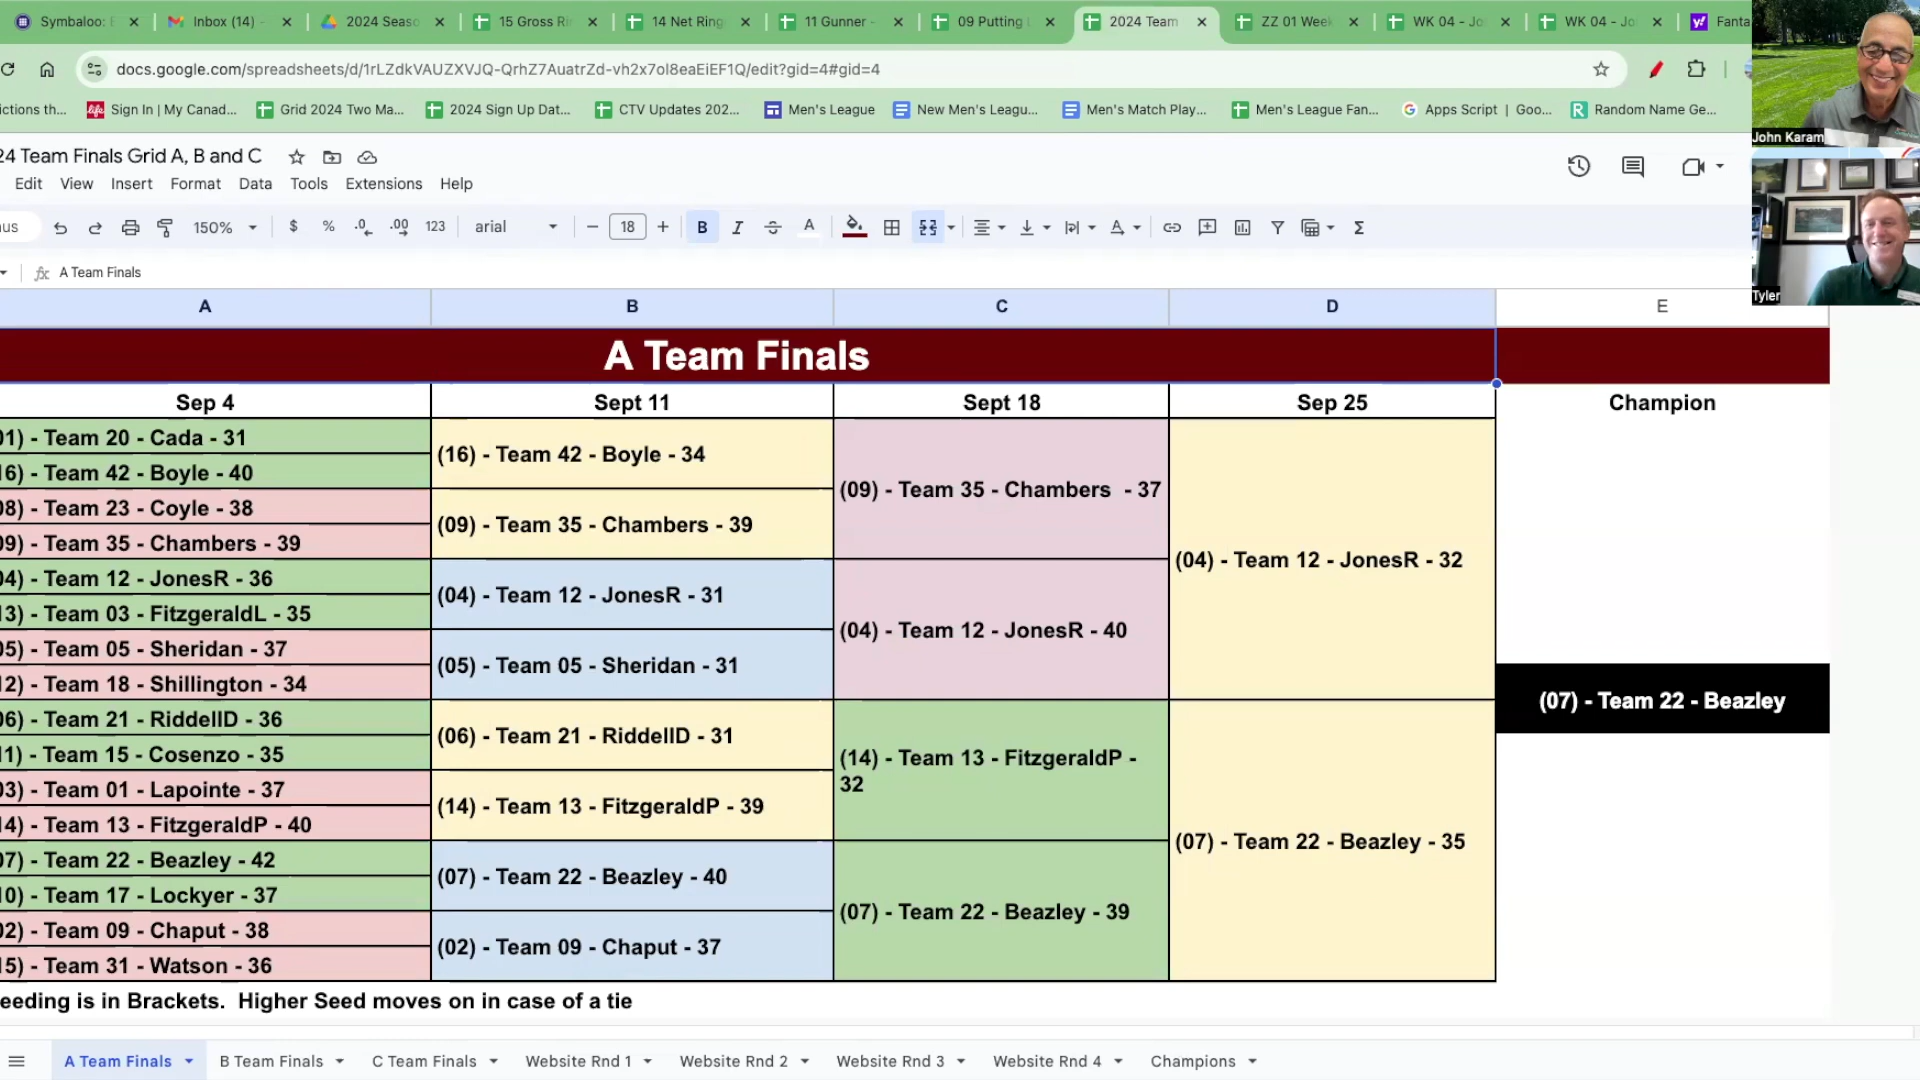 Symbaloo: E
Inbox (14) -
2024 Seaso
15 Gross Ri
14 Net Ring
11 Gunner -
09 Putting
2024 Team
ZZ 01 Week
WK 04 - Jo
WK 04 - Jo
Fanta
docs.google.com/spreadsheets/d/1rLZdkVAUZXVJQ-QrhZ7AuatrZd-vh2x7ol8eaEiEF1Q/edit?gid=4#gid=4
ictions th...
Sign In | My Canad...
Grid 2024 Two Ma...
2024 Sign Up Dat...
CTV Updates 202...
Men's League
New Men's Leagu...
Men's Match Play...
Men's League Fan...
Apps Script | Goo...
Random Name Ge...
John Karam
24 Team Finals Grid A, B and C
Edit View Insert Format Data Tools Extensions Help
150% $ % .0 .00 123 arial 18 B I A
Tyler
A Team Finals
A B C D E
A Team Finals
Sep 4 Sept 11 Sept 18 Sep 25 Champion
01) - Team 20 - Cada - 31
16) - Team 42 - Boyle - 40
08) - Team 23 - Coyle - 38
09) - Team 35 - Chambers - 39
04) - Team 12 - JonesR - 36
13) - Team 03 - FitzgeraldL - 35
05) - Team 05 - Sheridan - 37
12) - Team 18 - Shillington - 34
06) - Team 21 - RiddellD - 36
11) - Team 15 - Cosenzo - 35
03) - Team 01 - Lapointe - 37
14) - Team 13 - FitzgeraldP - 40
07) - Team 22 - Beazley - 42
10) - Team 17 - Lockyer - 37
02) - Team 09 - Chaput - 38
15) - Team 31 - Watson - 36
(16) - Team 42 - Boyle - 34
(09) - Team 35 - Chambers - 39
(04) - Team 12 - JonesR - 31
(05) - Team 05 - Sheridan - 31
(06) - Team 21 - RiddellD - 31
(14) - Team 13 - FitzgeraldP - 39
(07) - Team 22 - Beazley - 40
(02) - Team 09 - Chaput - 37
(09) - Team 35 - Chambers - 37
(04) - Team 12 - JonesR - 40
(14) - Team 13 - FitzgeraldP -
32
(07) - Team 22 - Beazley - 39
(04) - Team 12 - JonesR - 32
(07) - Team 22 - Beazley - 35
(07) - Team 22 - Beazley
eeding is in Brackets. Higher Seed moves on in case of a tie
A Team Finals
B Team Finals
C Team Finals
Website Rnd 1
Website Rnd 2
Website Rnd 3
Website Rnd 4
Champions